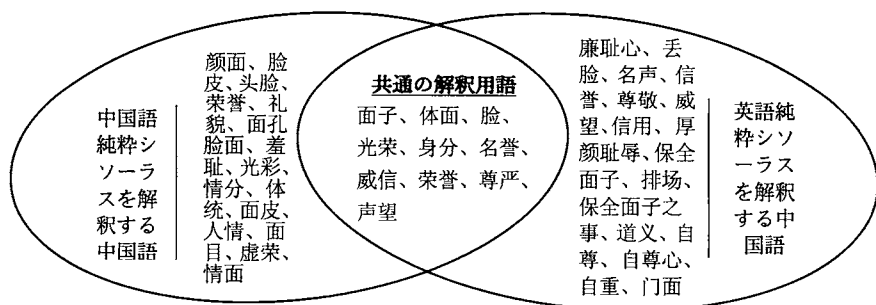 中国語
純粋シ
ソーラ
スを解
釈する
中国語
颜面、脸
皮、头脸、
荣誉、礼
貌、面孔
脸面、羞
耻、光彩、
情分、体
统、面皮、
人情、面
目、虚荣、
情面
共通の解釈用語
面子、体面、脸、
光荣、身分、名誉、
威信、荣誉、尊严、
声望
廉耻心、丢
脸、名声、信
誉、尊敬、威
望、信用、厚
颜耻辱、保全
面子、排场、
保全面子之
事、道义、自
尊、自尊心、
自重、门面
英語純
粋シソ
ーラス
を解釈
する中
国語